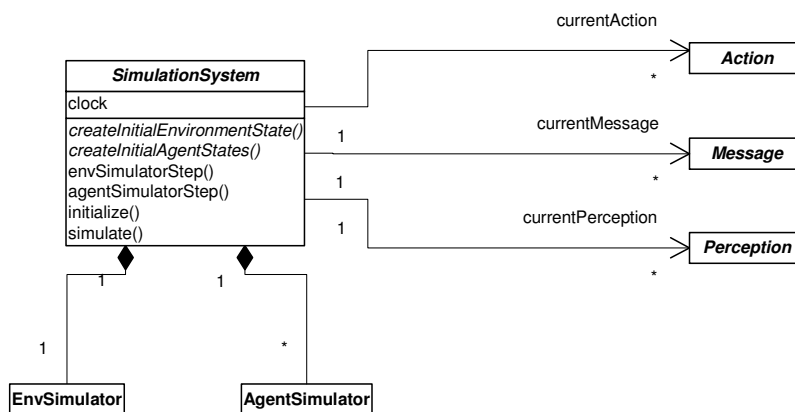 currentAction
Action
*
SimulationSystem
clock
createInitialEnvironmentState()
createInitialAgentStates()
envSimulatorStep()
agentSimulatorStep()
initialize()
simulate()
1
currentMessage
Message
*
1
currentPerception
1
Perception
*
1
1
1
*
EnvSimulator
AgentSimulator